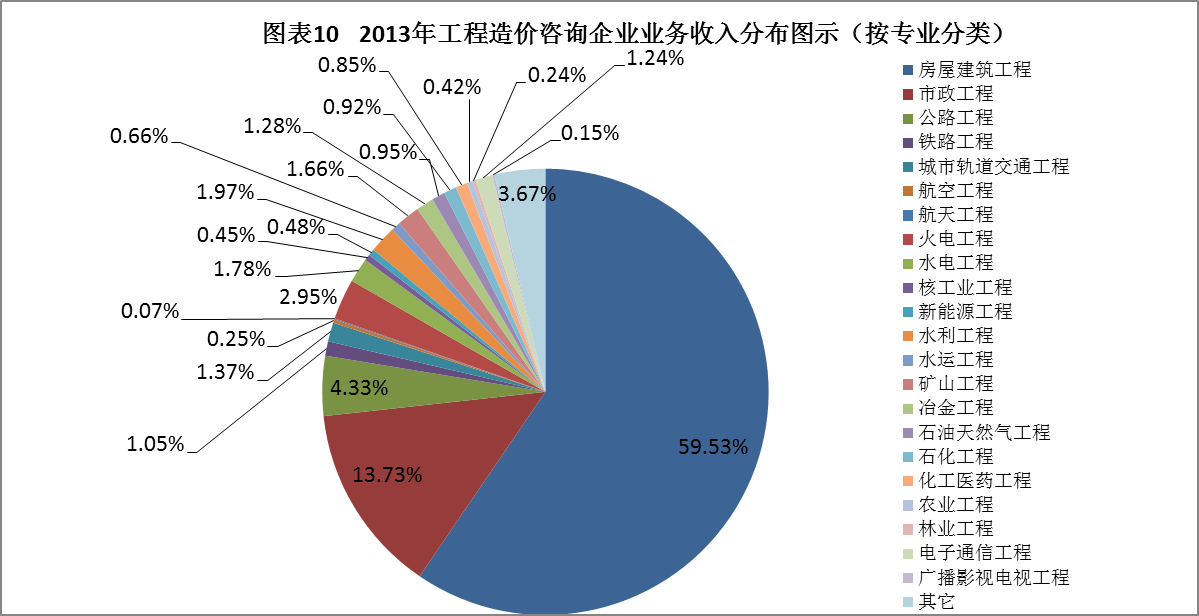 图表10 2013年工程造价咨询企业业务收入分布图示（按专业分类）
0.85%
0.42%
0.24%
1.24%
0.92%
0.15%
1.28%
0.66%
0.95%
1.66%
3.67%
1.97%
0.48%
0.45%
1.78%
2.95%
0.07%
0.25%
1.37%
4.33%
1.05%
59.53%
13.73%
房屋建筑工程
市政工程
公路工程
铁路工程
城市轨道交通工程
航空工程
航天工程
火电工程
水电工程
核工业工程
新能源工程
水利工程
水运工程
矿山工程
冶金工程
石油天然气工程
石化工程
化工医药工程
农业工程
林业工程
电子通信工程
广播影视电视工程
其它